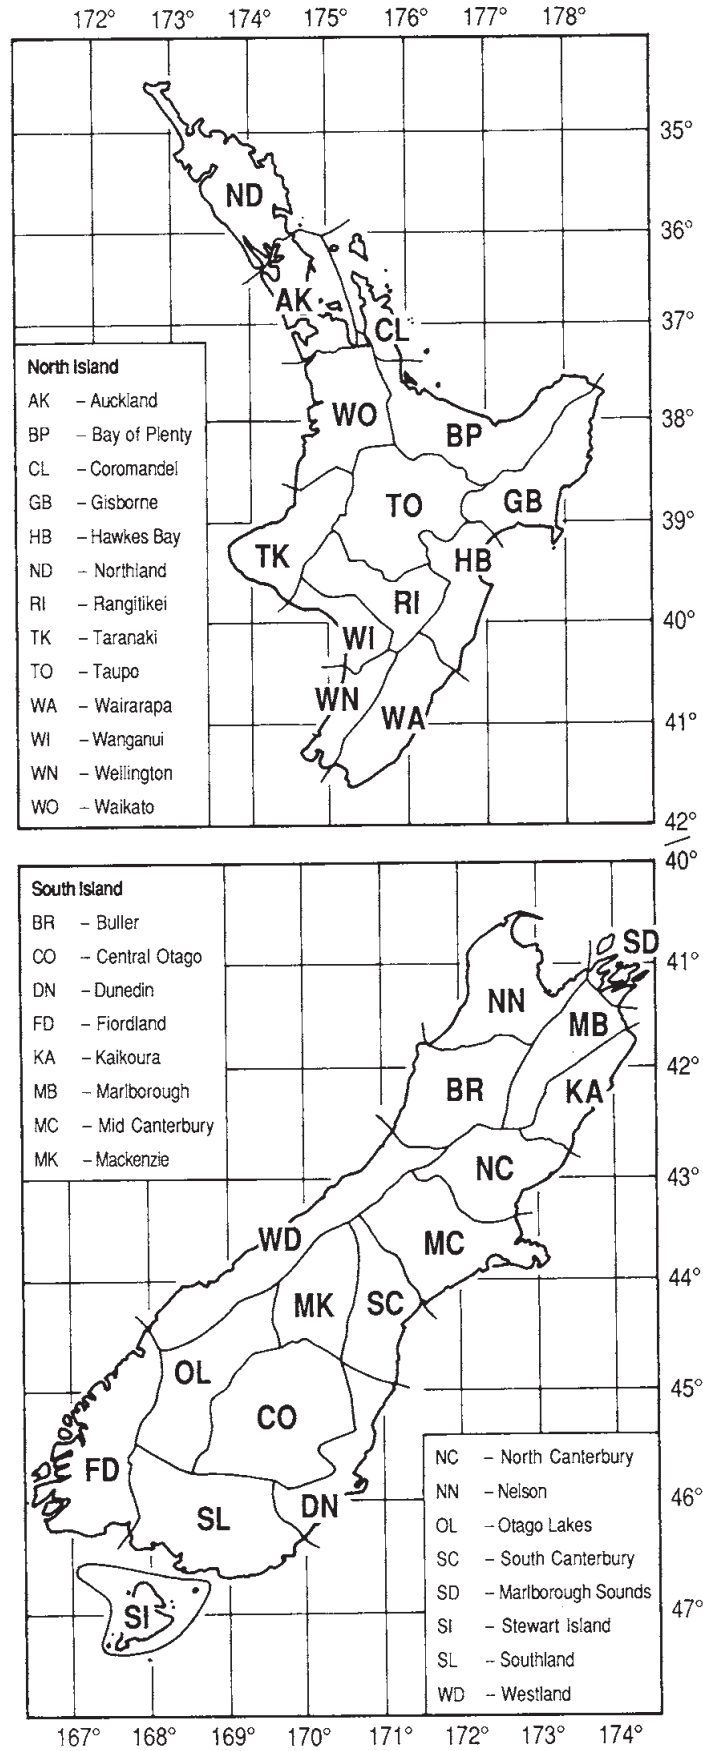 172° 173° 174° 175° 176° 177° 178°
35°
ND
36°
AK
37°
CL
North Island
AK – Auckland
BP – Bay of Plenty
CL – Coromandel
GB – Gisborne
HB – Hawkes Bay
ND – Northland
RI – Rangitikei
TK – Taranaki
TO – Taupo
WA – Wairarapa
WI – Wanganui
WN – Wellington
WO – Waikato
WO
38°
BP
TO
GB
39°
TK
HB
RI
40°
WI
WN
WA
41°
42°
40°
South Island
BR – Buller
CO – Central Otago
DN – Dunedin
FD – Fiordland
KA – Kaikoura
MB – Marlborough
MC – Mid Canterbury
MK – Mackenzie
SD
41°
NN
MB
42°
BR
KA
NC
43°
WD
MC
44°
MK
SC
OL
45°
CO
FD
46°
SL
DN
47°
SI
NC – North Canterbury
NN – Nelson
OL – Otago Lakes
SC – South Canterbury
SD – Marlborough Sounds
SI – Stewart Island
SL – Southland
WD – Westland
167° 168° 169° 170° 171° 172° 173° 174°